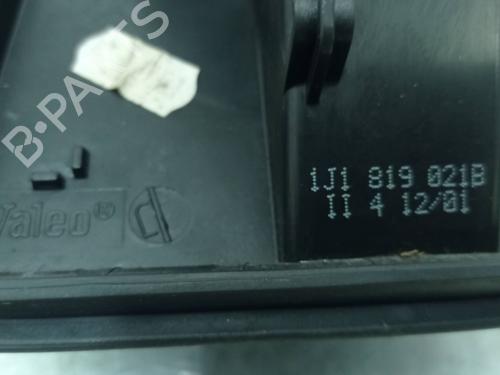 B-PARTS
1J1 819 021B
II 4 12/01
Valeo®